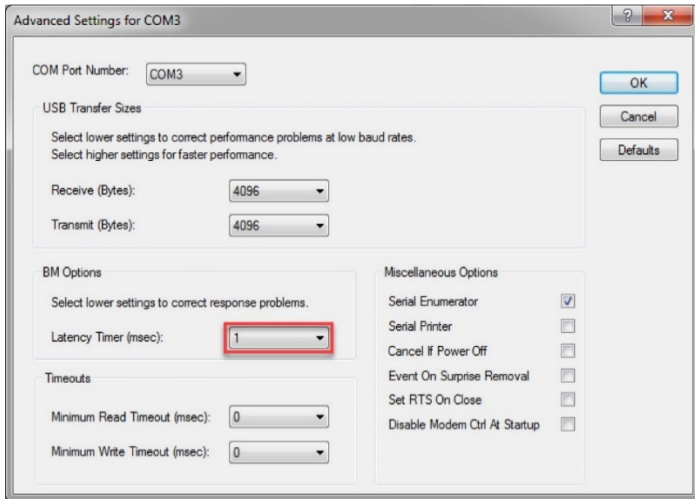 Advanced Settings for COM3
COM Port Number: COM3
OK
USB Transfer Sizes
Cancel
Select lower settings to correct performance problems at low baud rates.
Select higher settings for faster performance.
Defaults
Receive (Bytes): 4096
Transmit (Bytes): 4096
BM Options
Select lower settings to correct response problems.
Latency Timer (msec): 1
Timeouts
Minimum Read Timeout (msec): 0
Minimum Write Timeout (msec): 0
Miscellaneous Options
Serial Enumerator
Serial Printer
Cancel If Power Off
Event On Surprise Removal
Set RTS On Close
Disable Modem Ctrl At Startup